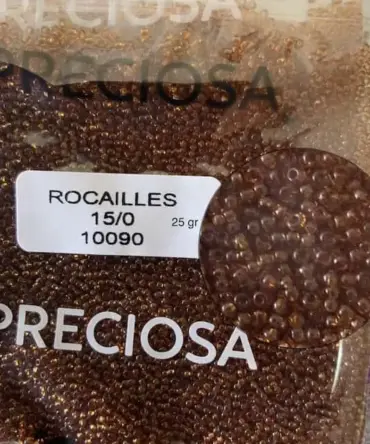 PRECIOSA
PRECIOSA
ROCAILLES
15/0 25 gr
10090
PRECIOSA